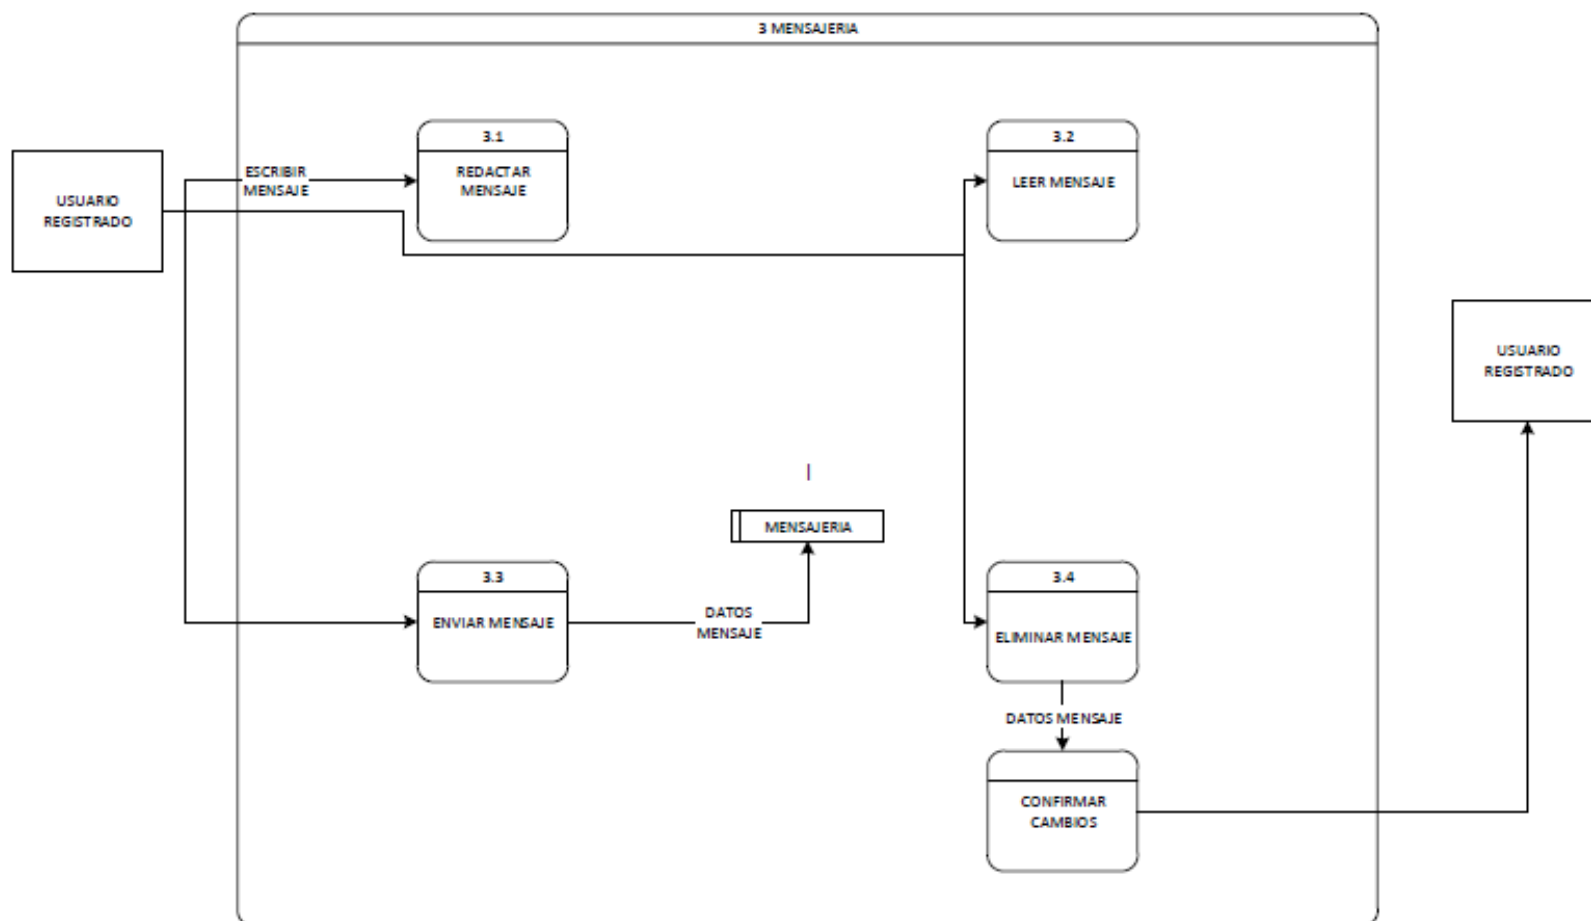 3 MENSAJERIA
3.1
REDACTAR
MENSAJE
3.2
LEER MENSAJE
ESCRIBIR
MENSAJE
USUARIO
REGISTRADO
USUARIO
REGISTRADO
MENSAJERIA
3.3
ENVIAR MENSAJE
DATOS
MENSAJE
3.4
ELIMINAR MENSAJE
DATOS MENSAJE
CONFIRMAR
CAMBIOS